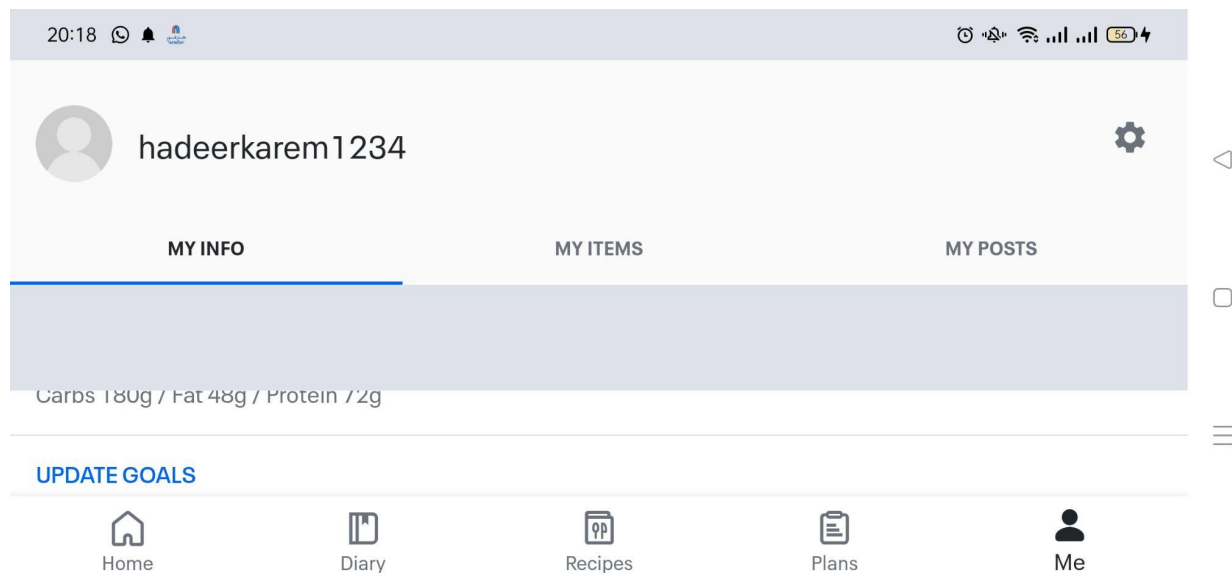 20:18
56
hadeerkarem1234
MY INFO MY ITEMS MY POSTS
Carbs 180g / Fat 48g / Protein 72g
UPDATE GOALS
Home Diary Recipes Plans Me